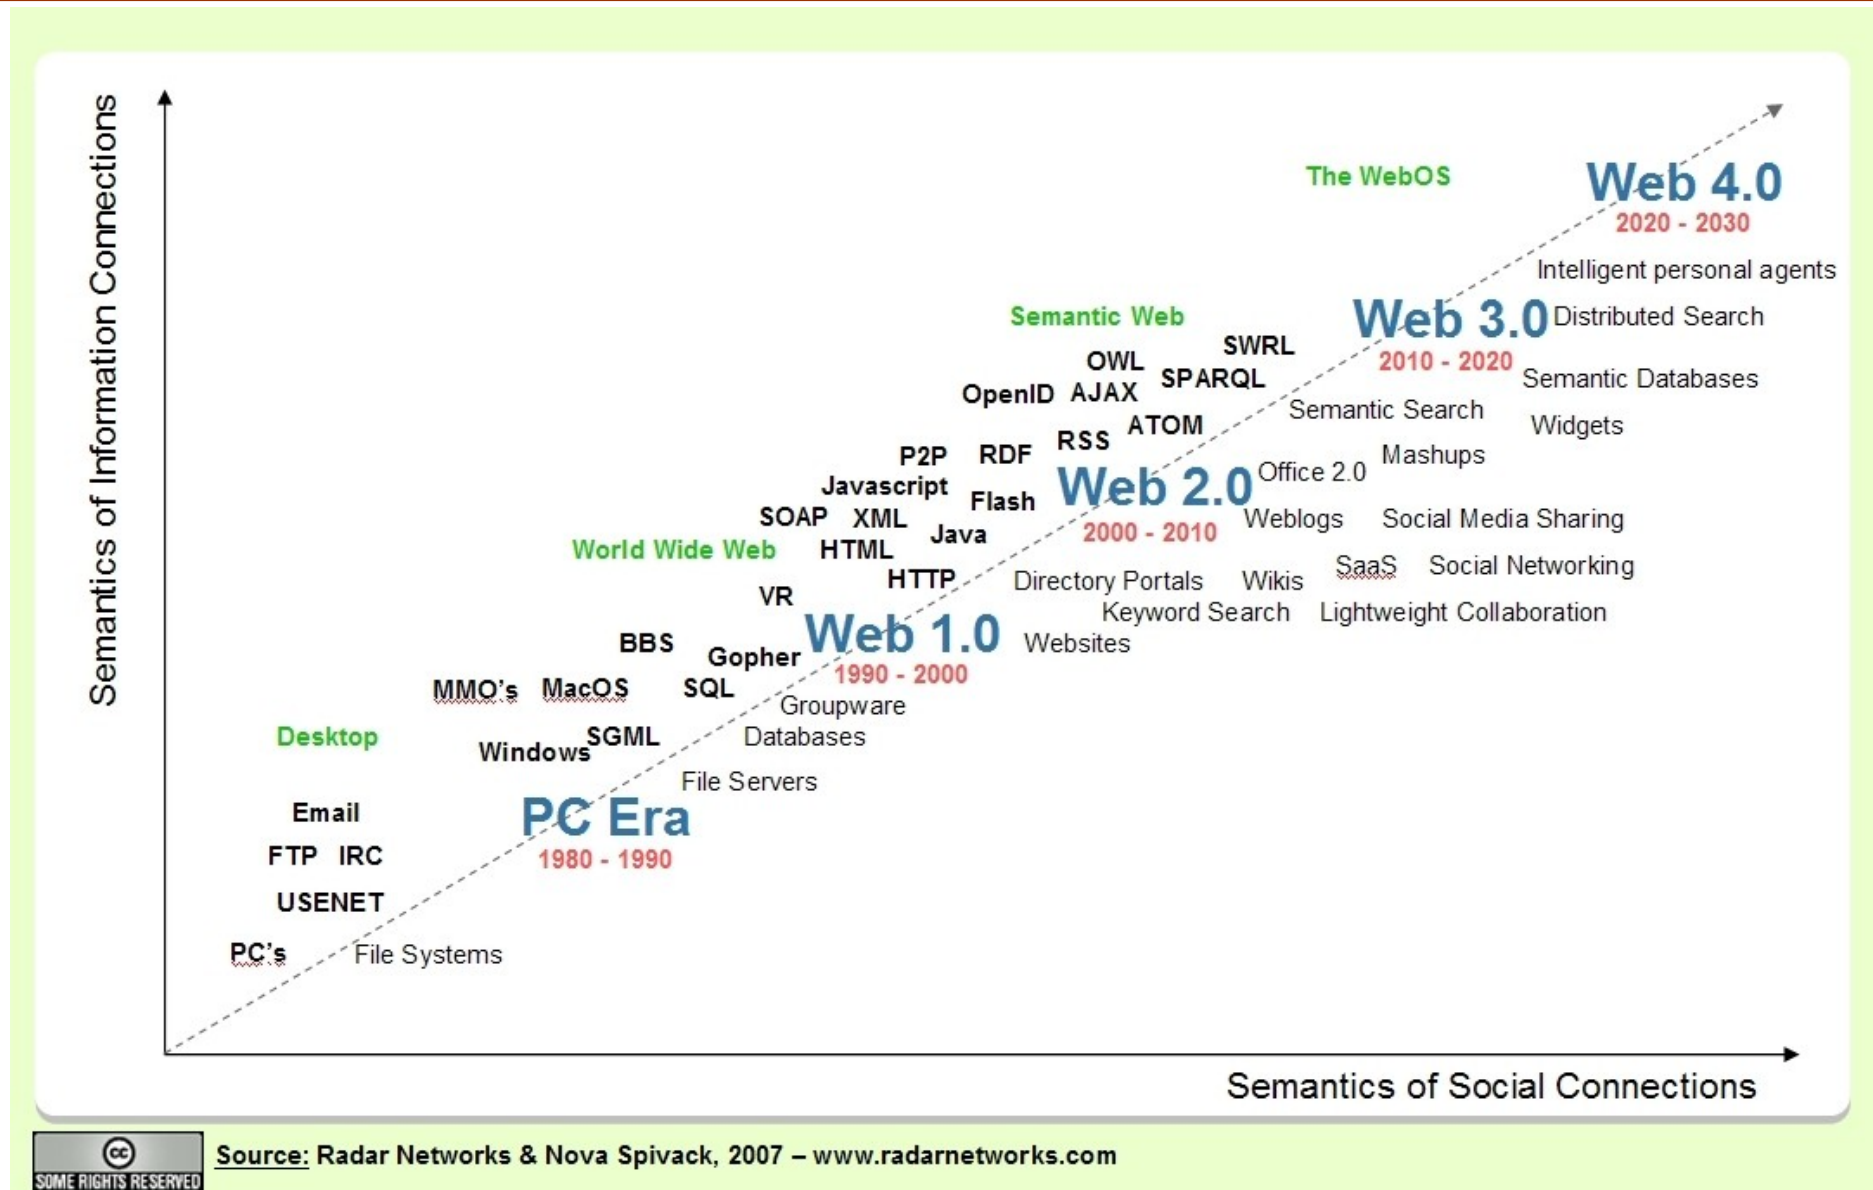 Semantics of Information Connections
The WebOS
Web 4.0
2020 - 2030
Intelligent personal agents
Semantic Web
Web 3.0
Distributed Search
SWRL
OWL
2010 - 2020
SPARQL
Semantic Databases
OpenID
AJAX
Semantic Search
ATOM
Widgets
RSS
P2P
RDF
Mashups
Office 2.0
Web 2.0
Javascript
Flash
SOAP
XML
Weblogs
Social Media Sharing
2000 - 2010
Java
World Wide Web
HTML
SaaS
Social Networking
HTTP
Directory Portals
Wikis
VR
Keyword Search
Lightweight Collaboration
Web 1.0
BBS
Websites
Gopher
1990 - 2000
MMO's
MacOS
SQL
Groupware
Desktop
SGML
Databases
Windows
File Servers
Email
PC Era
FTP
IRC
1980 - 1990
USENET
PC's
File Systems
Semantics of Social Connections
cc
SOME RIGHTS RESERVED
Source: Radar Networks & Nova Spivack, 2007 – www.radarnetworks.com